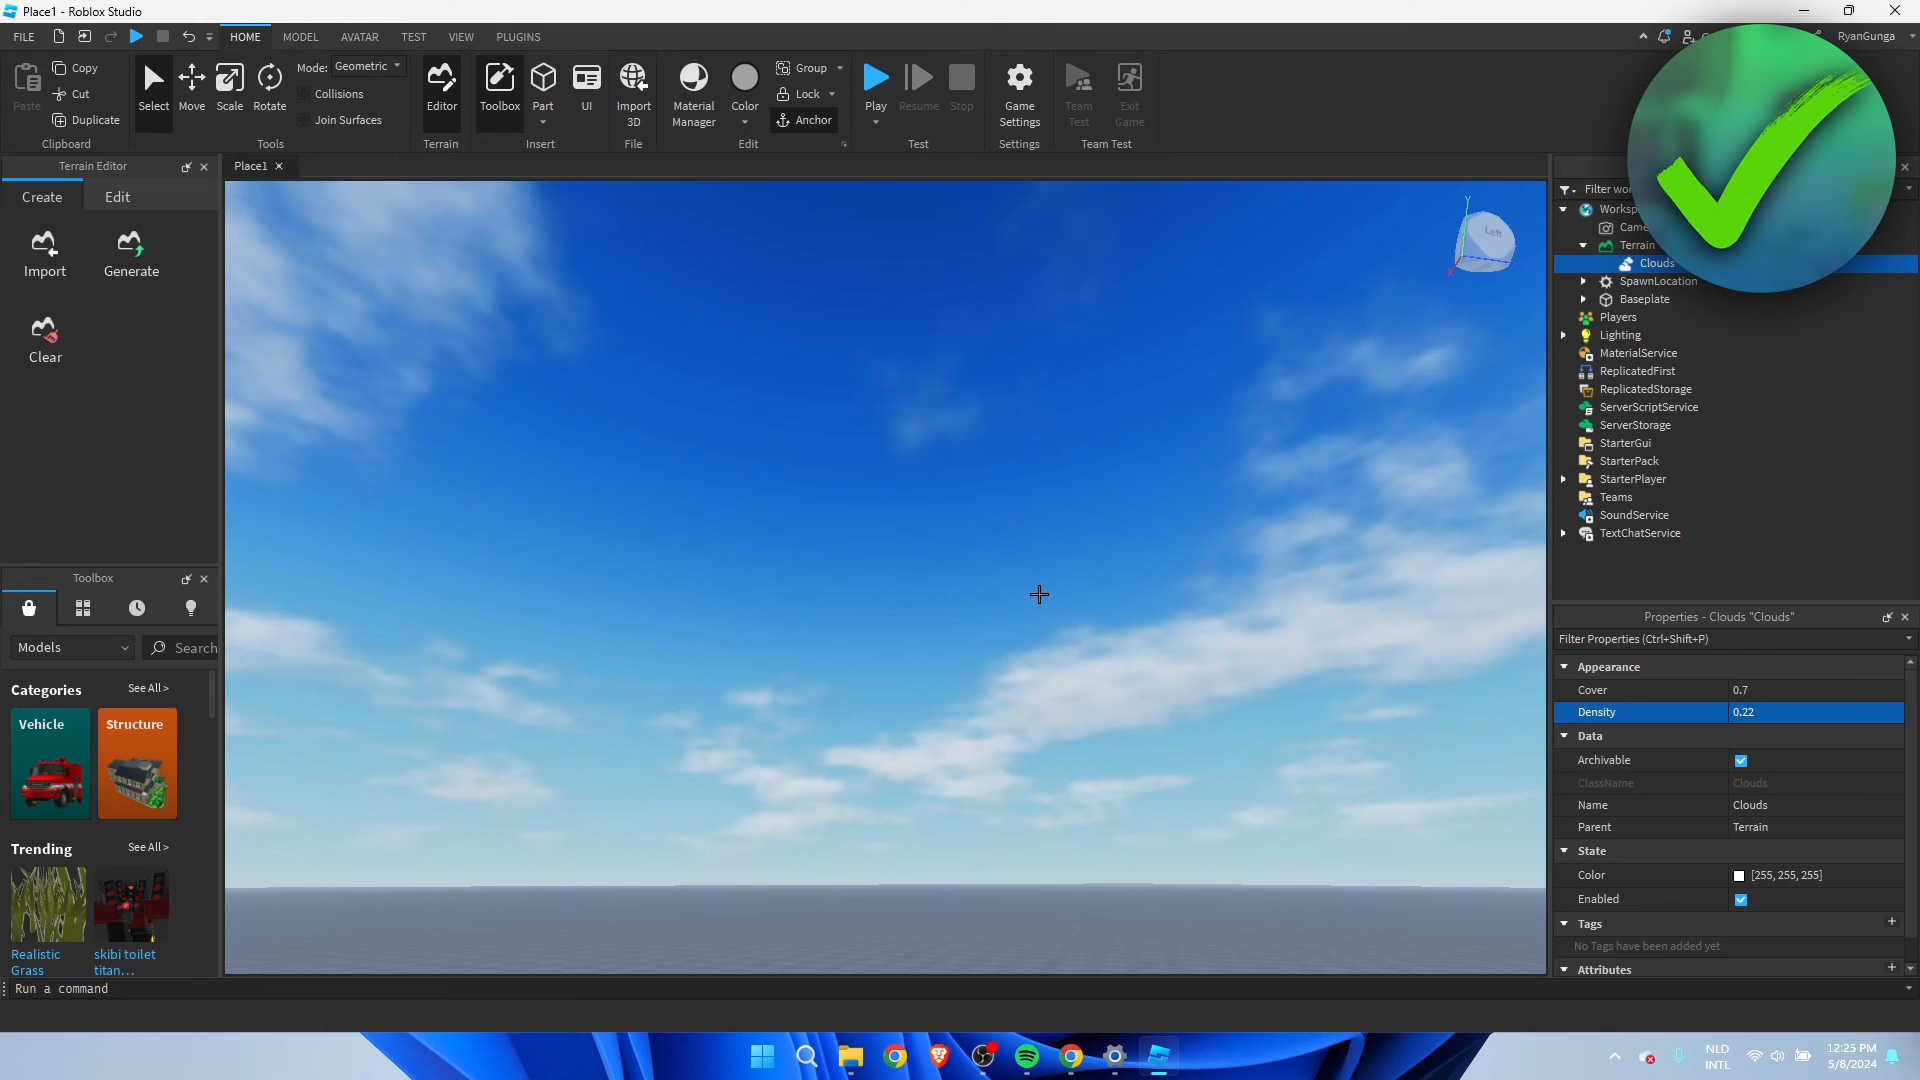 Place1 - Roblox Studio
FILE
HOME
MODEL
AVATAR
TEST
VIEW
PLUGINS
RyanGunga
Paste
Copy
Cut
Duplicate
Clipboard
Select
Move
Scale
Rotate
Mode: Geometric
Collisions
Join Surfaces
Tools
Editor
Terrain
Toolbox
Part
UI
Insert
Import 3D
File
Material Manager
Color
Group
Lock
Anchor
Edit
Play
Resume
Stop
Test
Game Settings
Settings
Team Test
Exit Game
Team Test
Terrain Editor
Create
Edit
Import
Generate
Clear
Place1
Left
Y
X
Filter
Terrain
Clouds
SpawnLocation
Baseplate
Players
Lighting
MaterialService
ReplicatedFirst
ReplicatedStorage
ServerScriptService
ServerStorage
StarterGui
StarterPack
StarterPlayer
Teams
SoundService
TextChatService
Toolbox
Models
Search
Categories
See All >
Vehicle
Structure
Trending
See All >
Realistic Grass
skibi toilet titan...
Properties - Clouds "Clouds"
Filter Properties (Ctrl+Shift+P)
Appearance
Cover 0.7
Density 0.22
Data
Archivable
ClassName Clouds
Name Clouds
Parent Terrain
State
Color [255, 255, 255]
Enabled
Tags
No Tags have been added yet
Attributes
Run a command
NLD
INTL
12:25 PM
5/8/2024